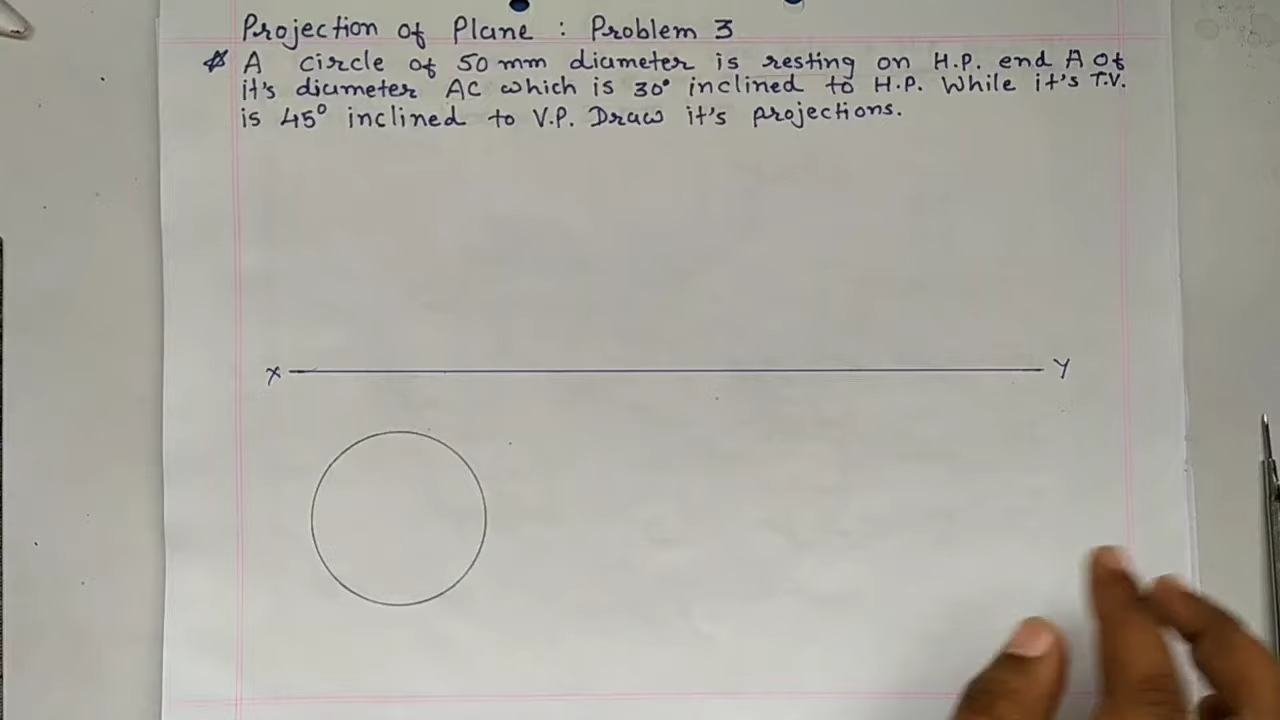 Projection of Plane : Problem 3
A circle of 50 mm diameter is resting on H.P. end A of
it's diameter AC which is 30° inclined to H.P. While it's T.V.
is 45° inclined to V.P. Draw it's projections.
X Y